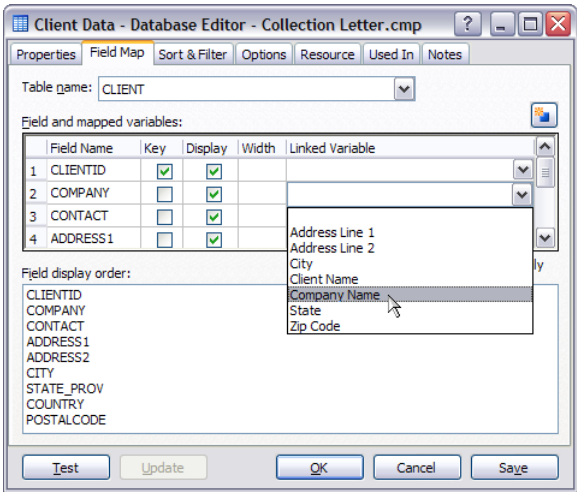 Client Data - Database Editor - Collection Letter.cmp ?
Properties Field Map Sort & Filter Options Resource Used In Notes
Table name: CLIENT
Field and mapped variables:
Field Name Key Display Width Linked Variable
1 CLIENTID
2 COMPANY
3 CONTACT
4 ADDRESS1
Address Line 1
Address Line 2
City
Client Name
Company Name
State
Zip Code
ly
Field display order:
CLIENTID
COMPANY
CONTACT
ADDRESS1
ADDRESS2
CITY
STATE_PROV
COUNTRY
POSTALCODE
Test Update OK Cancel Save